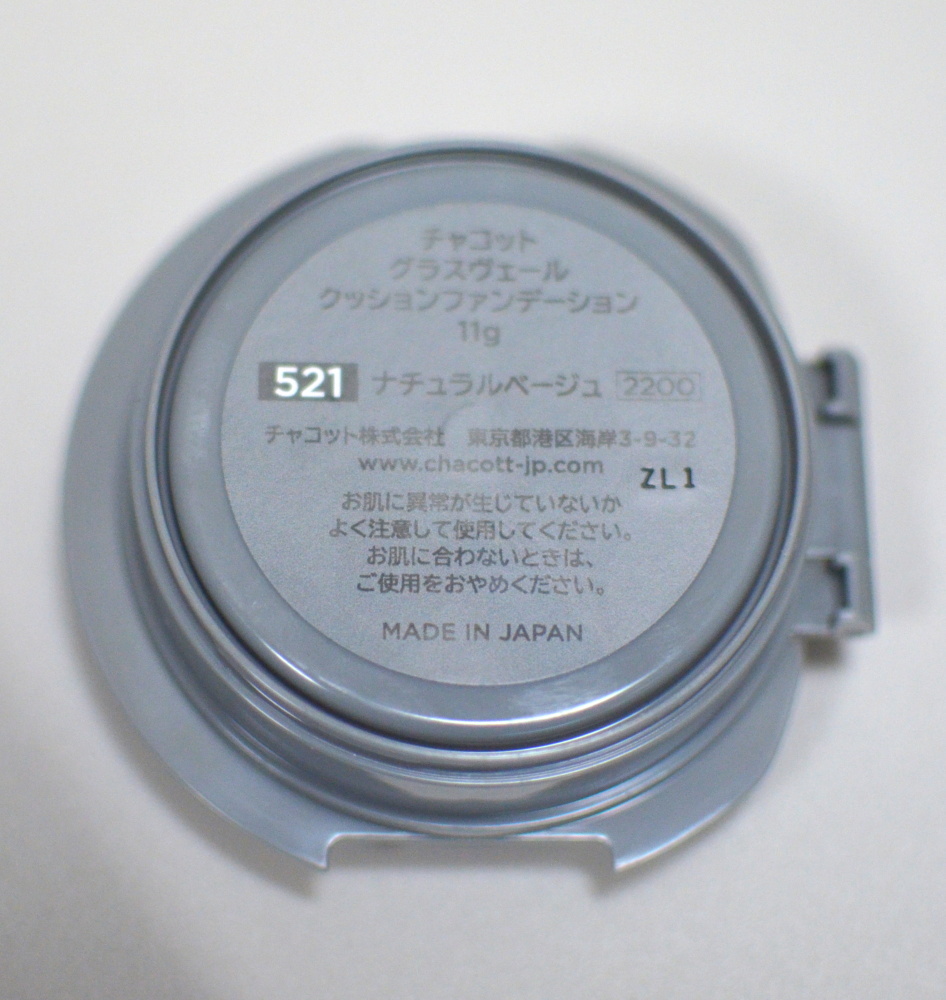 チャコット
グラスヴェール
クッションファンデーション
11g
521 ナチュラルベージュ 2200
チャコット株式会社 東京都港区海岸3-9-32
www.chacott-jp.com
ZL1
お肌に異常が生じていないか
よく注意して使用してください。
お肌に合わないときは、
ご使用をおやめください。
MADE IN JAPAN